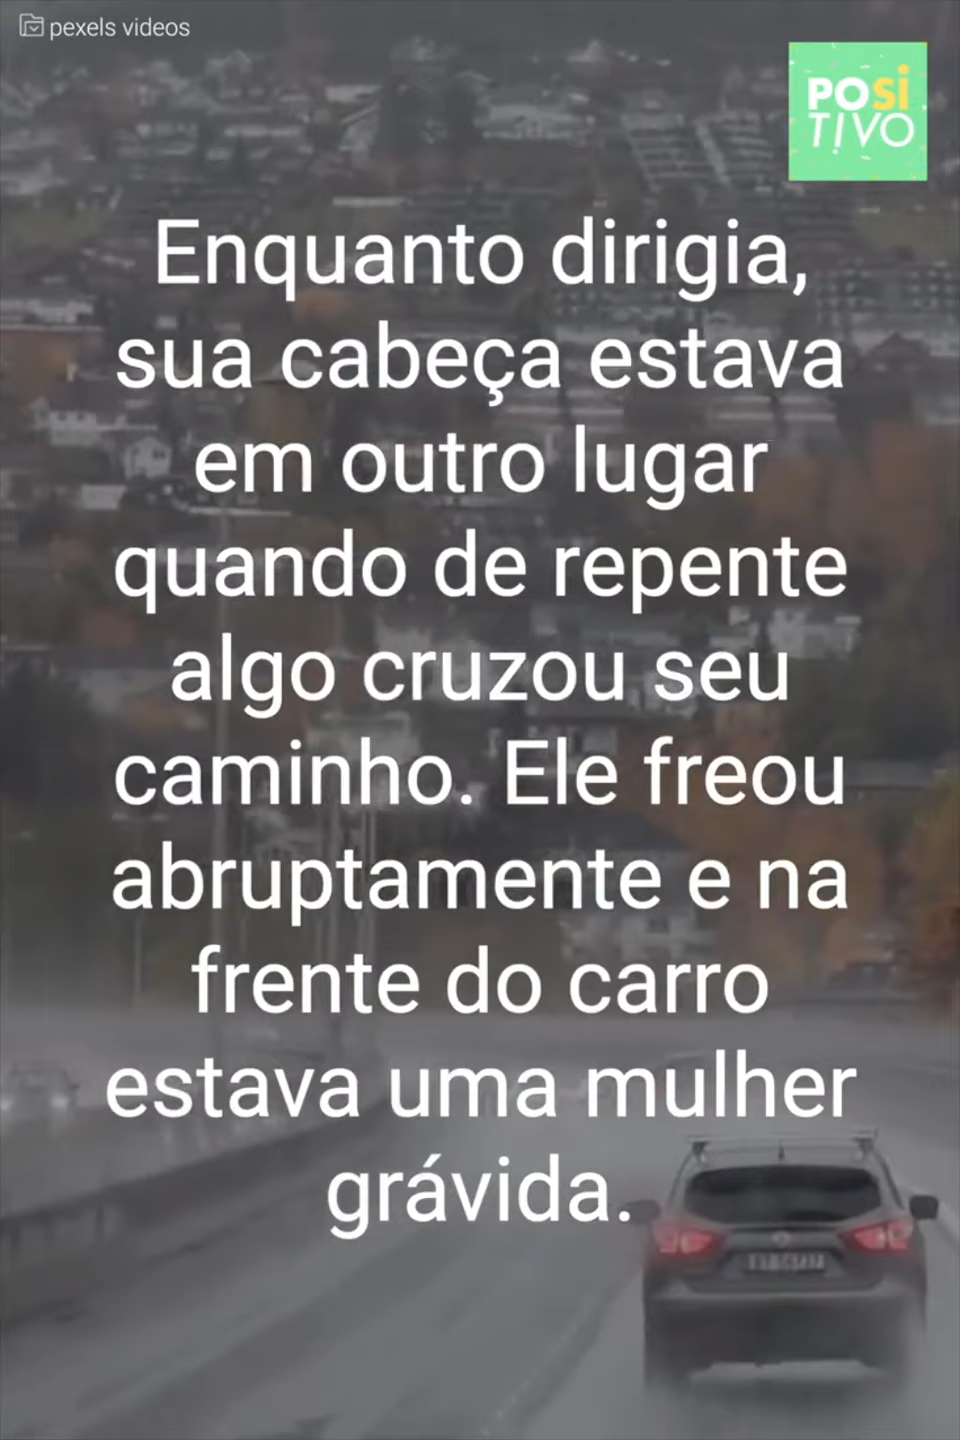 pexels videos
POSI
TIVO
Enquanto dirigia,
sua cabeça estava
em outro lugar
quando de repente
algo cruzou seu
caminho. Ele freou
abruptamente e na
frente do carro
estava uma mulher
grávida.